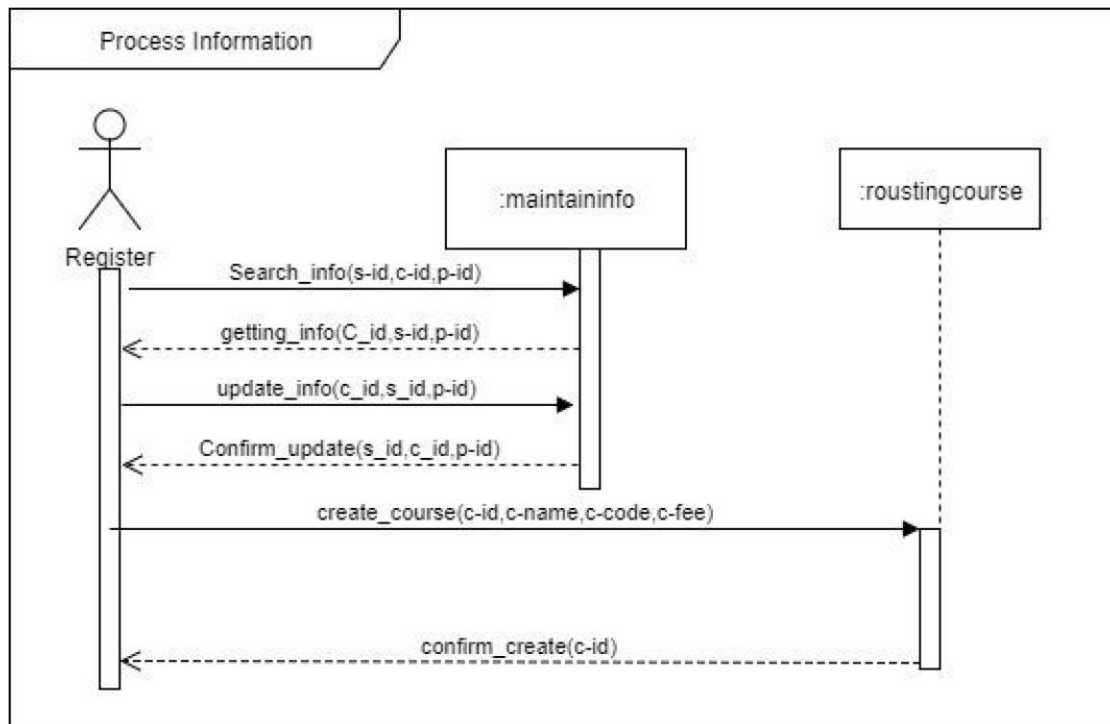 Process Information
:maintaininfo
:roustingcourse
Register
Search_info(s-id,c-id,p-id)
getting_info(C_id,s-id,p-id)
update_info(c_id,s_id,p-id)
Confirm_update(s_id,c_id,p-id)
create_course(c-id,c-name,c-code,c-fee)
confirm_create(c-id)